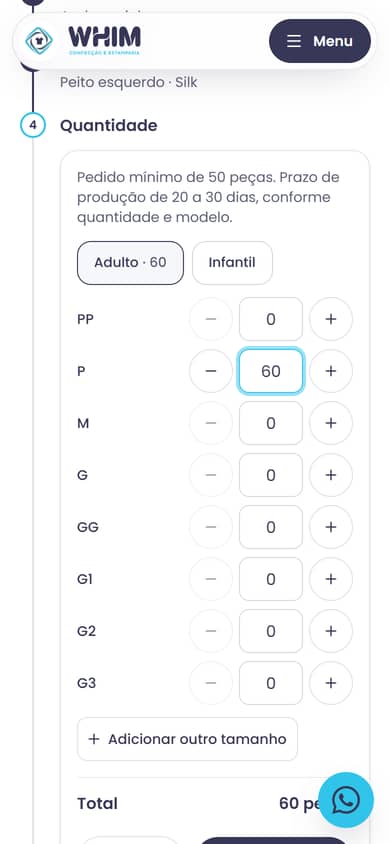 WHIM
CONFECÇÃO E ESTAMPARIA
Menu
Peito esquerdo · Silk
4
Quantidade
Pedido mínimo de 50 peças. Prazo de
produção de 20 a 30 dias, conforme
quantidade e modelo.
Adulto · 60
Infantil
PP
− 0 +
P
− 60 +
M
− 0 +
G
− 0 +
GG
− 0 +
G1
− 0 +
G2
− 0 +
G3
− 0 +
+ Adicionar outro tamanho
Total
60 pe